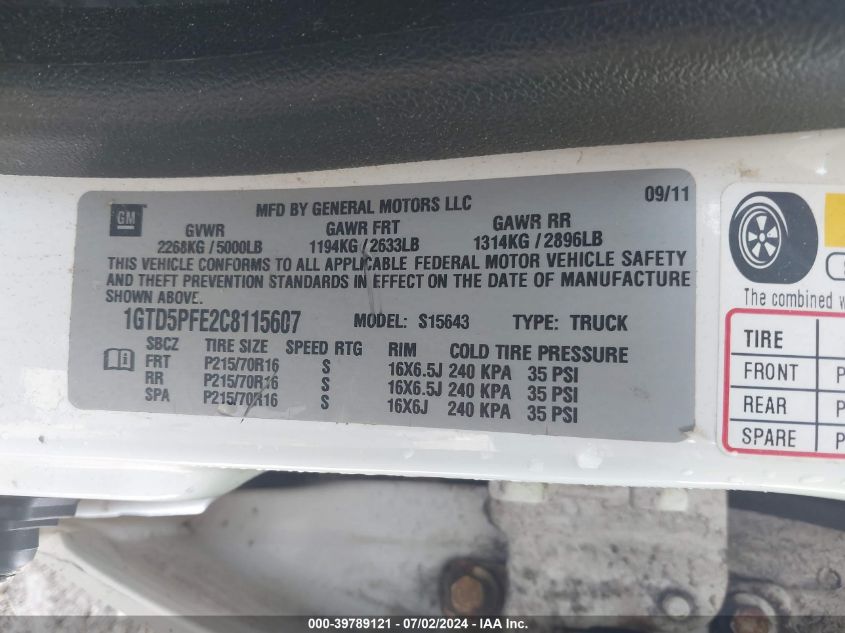 GM
MFD BY GENERAL MOTORS LLC
09/11
GVWR GAWR FRT GAWR RR
2268KG / 5000LB 1194KG / 2633LB 1314KG / 2896LB
THIS VEHICLE CONFORMS TO ALL APPLICABLE FEDERAL MOTOR VEHICLE SAFETY
AND THEFT PREVENTION STANDARDS IN EFFECT ON THE DATE OF MANUFACTURE
SHOWN ABOVE.
1GTD5PFE2C8115607 MODEL: S15643 TYPE: TRUCK
SBCZ TIRE SIZE SPEED RTG RIM COLD TIRE PRESSURE
FRT P215/70R16 S 16X6.5J 240 KPA 35 PSI
RR P215/70R16 S 16X6.5J 240 KPA 35 PSI
SPA P215/70R16 S 16X6J 240 KPA 35 PSI
The combined
TIRE
FRONT P
REAR P
SPARE P
000-39789121 - 07/02/2024 - IAA Inc.